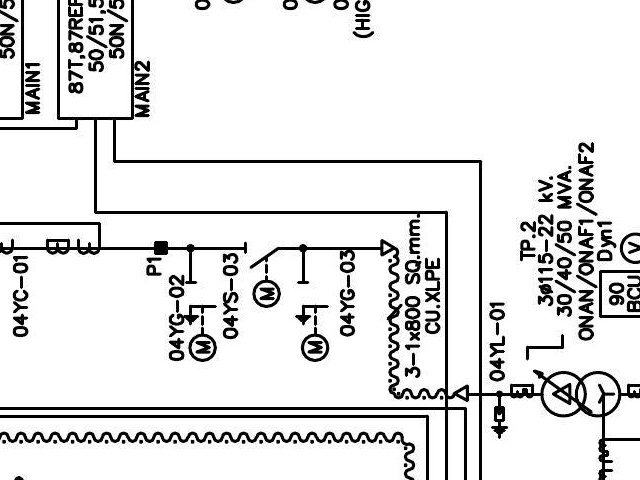 50N/5
MAIN1
87T,87REF
50/51,5
50N/5
MAIN2
(HIG
04YC-01
P1
04YG-02
M
04YS-03
M
04YG-03
M
3-1x800 SQ.mm.
CU.XLPE
04YL-01
TP.2
3ø115-22 kV.
30/40/50 MVA.
ONAN/ONAF1/ONAF2
Dyn1
90
BCU
V